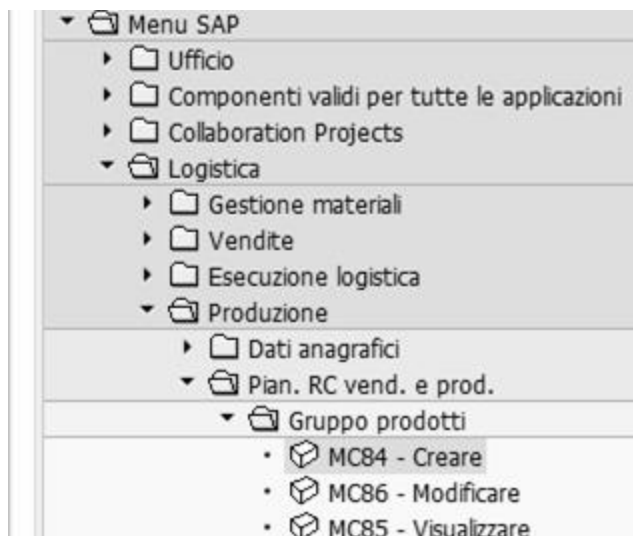 Menu SAP
Ufficio
Componenti validi per tutte le applicazioni
Collaboration Projects
Logistica
Gestione materiali
Vendite
Esecuzione logistica
Produzione
Dati anagrafici
Pian. RC vend. e prod.
Gruppo prodotti
MC84 - Creare
MC86 - Modificare
MC85 - Visualizzare